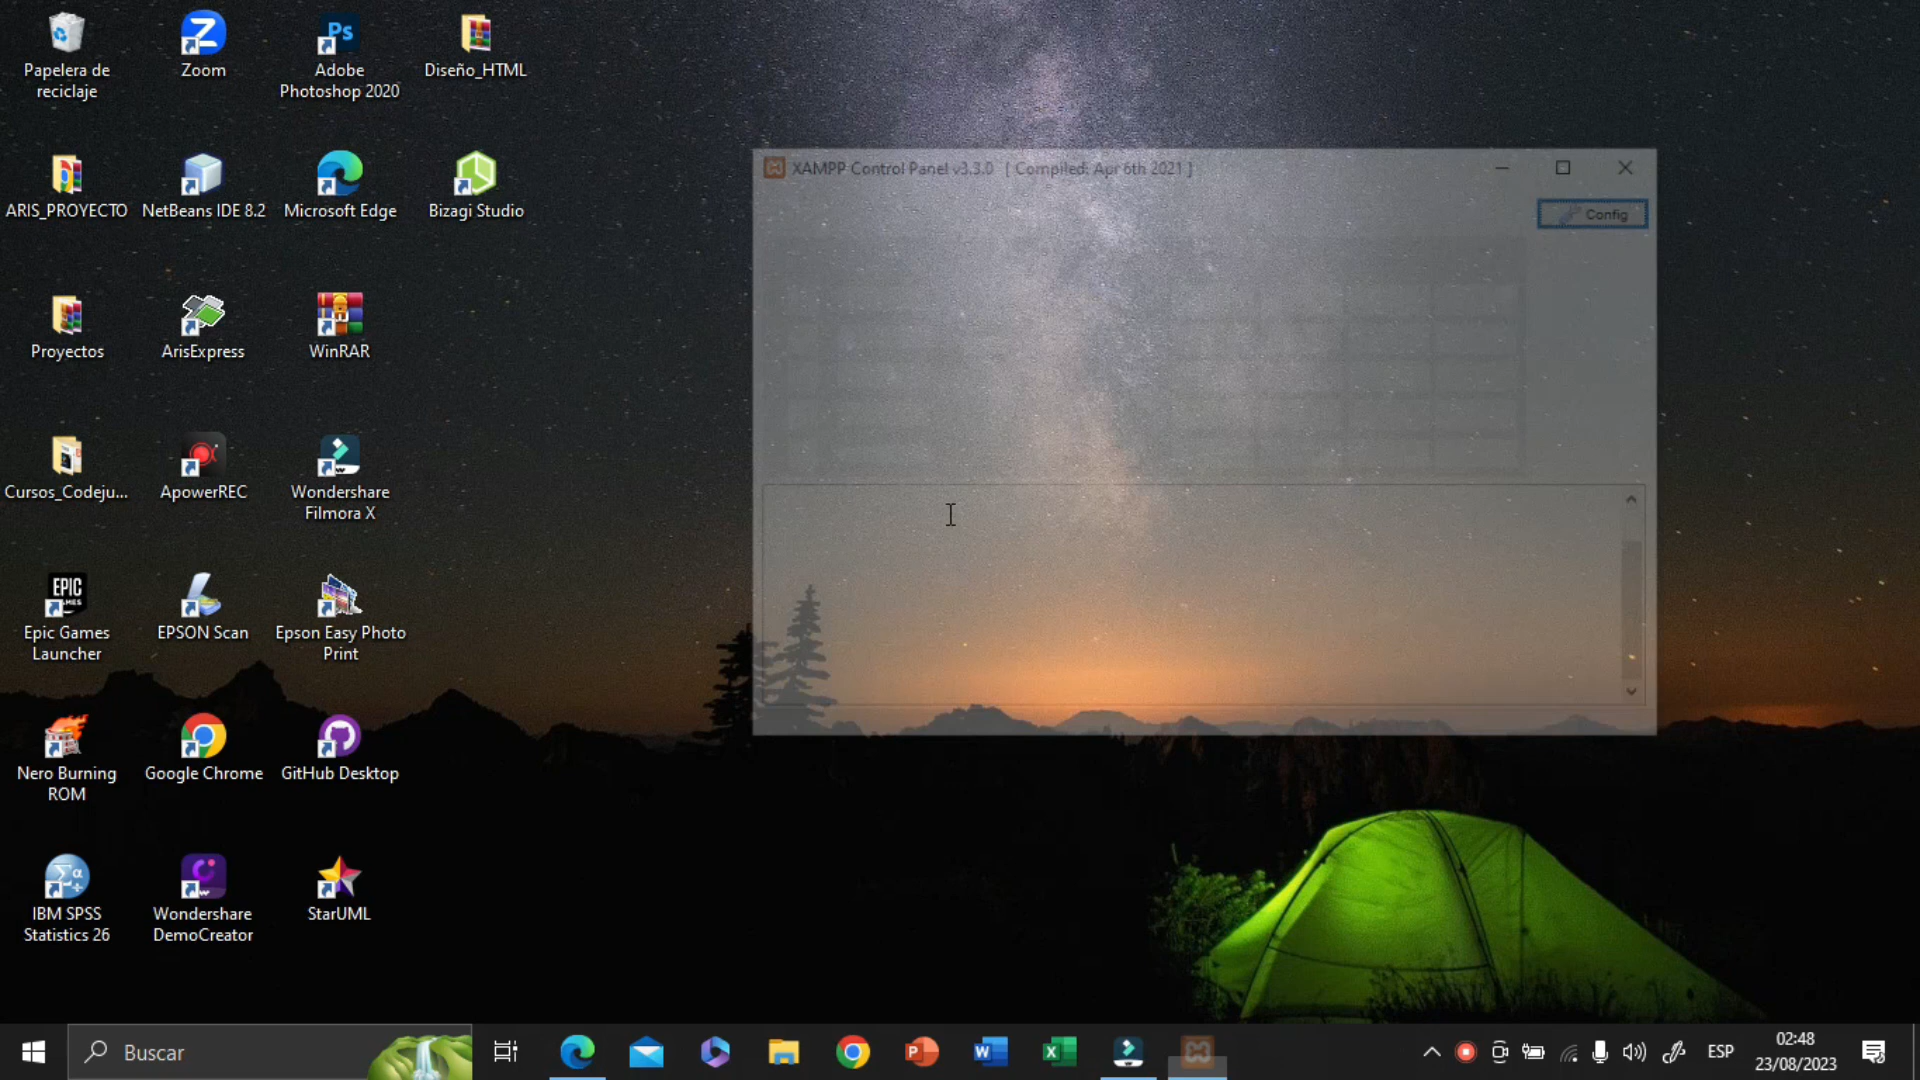 Papelera de
reciclaje
Zoom
Ps
Adobe
Photoshop 2020
Diseño_HTML
ARIS_PROYECTO
NetBeans IDE 8.2
Microsoft Edge
Bizagi Studio
Proyectos
ArisExpress
WinRAR
Cursos_Codeju...
ApowerREC
Wondershare
Filmora X
EPIC
GAMES
Epic Games
Launcher
EPSON Scan
Epson Easy Photo
Print
Nero Burning
ROM
Google Chrome
GitHub Desktop
IBM SPSS
Statistics 26
Wondershare
DemoCreator
StarUML
XAMPP Control Panel v3.3.0 [ Compiled: Apr 6th 2021 ]
Config
Buscar
ESP
02:48
23/08/2023